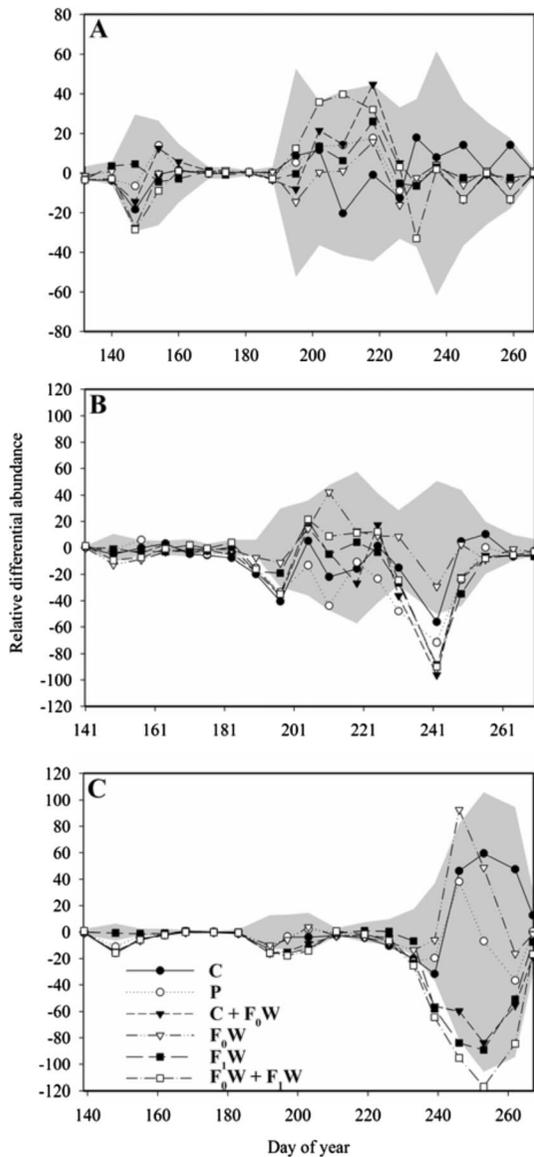 A
80
60
40
20
0
-20
-40
-60
-80
140 160 180 200 220 240 260
B
120
100
80
60
40
20
0
-20
-40
-60
-80
-100
-120
141 161 181 201 221 241 261
Relative differential abundance
C
120
100
80
60
40
20
0
-20
-40
-60
-80
-100
-120
C
P
C + F₀W
F₀W
F₁W
F₀W + F₁W
140 160 180 200 220 240 260
Day of year